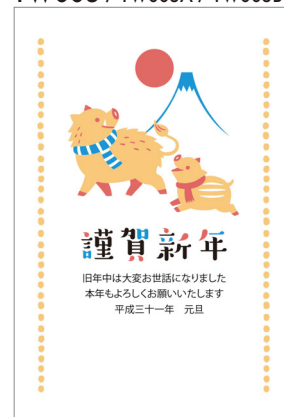 謹賀新年
旧年中は大変お世話になりました
本年もよろしくお願いいたします
平成三十一年　元旦